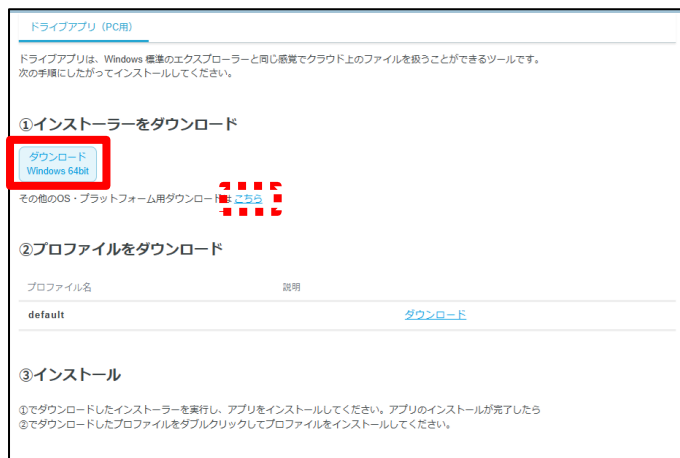 ドライブアプリ（PC用）
ドライブアプリは、Windows 標準のエクスプローラーと同じ感覚でクラウド上のファイルを扱うことができるツールです。
次の手順にしたがってインストールしてください。
①インストーラーをダウンロード
ダウンロード
Windows 64bit
その他のOS・プラットフォーム用ダウンロードは こちら
②プロファイルをダウンロード
プロファイル名 説明
default ダウンロード
③インストール
①でダウンロードしたインストーラーを実行し、アプリをインストールしてください。アプリのインストールが完了したら
②でダウンロードしたプロファイルをダブルクリックしてプロファイルをインストールしてください。